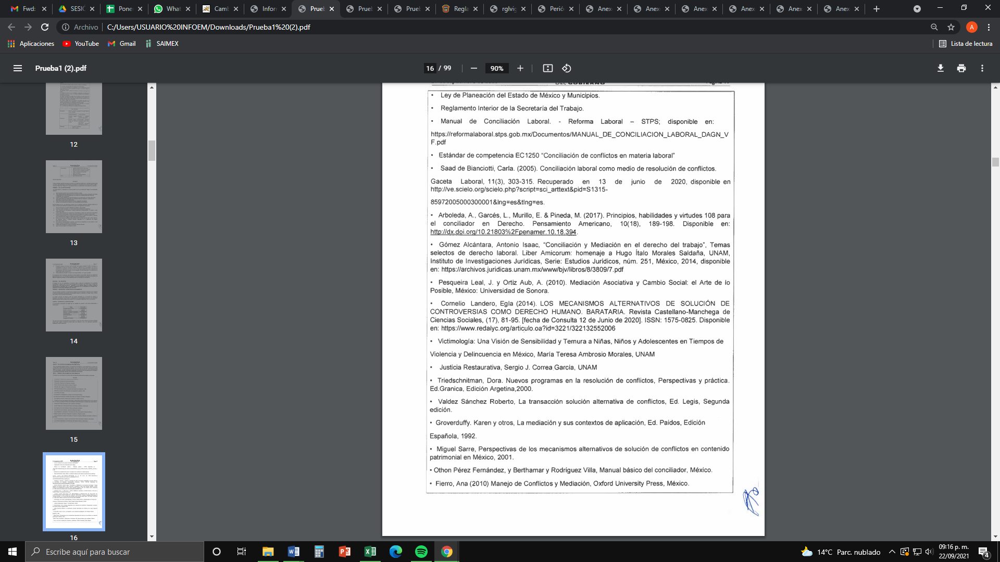 Fwd:
SESIÓ
Pone
What
Camb
Inforn
Prueb
Prueb
Prueb
Regla
rglvig
Perió
Anex
Anex
Anex
Anex
Anex
Anex
Archivo
C:/Users/USUARIO%20INFOEM/Downloads/Prueba1%20(2).pdf
A
Aplicaciones
YouTube
Gmail
SAIMEX
Lista de lectura
Prueba1 (2).pdf
16 / 99
90%
12
13
14
15
16
DEL GOBIERNO
• Ley de Planeación del Estado de México y Municipios.
• Reglamento Interior de la Secretaría del Trabajo.
• Manual de Conciliación Laboral. - Reforma Laboral – STPS; disponible en:
https://reformalaboral.stps.gob.mx/Documentos/MANUAL_DE_CONCILIACION_LABORAL_DAGN_V
F.pdf
• Estándar de competencia EC1250 “Conciliación de conflictos en materia laboral”
• Saad de Bianciotti, Carla. (2005). Conciliación laboral como medio de resolución de conflictos.
Gaceta Laboral, 11(3), 303-315. Recuperado en 13 de junio de 2020, disponible en
http://ve.scielo.org/scielo.php?script=sci_arttext&pid=S1315-
85972005000300001&lng=es&tlng=es.
• Arboleda, A., Garcés, L., Murillo, E. & Pineda, M. (2017). Principios, habilidades y virtudes 108 para
el conciliador en Derecho. Pensamiento Americano, 10(18), 189-198. Disponible en:
http://dx.doi.org/10.21803%2Fpenamer.10.18.394.
• Gómez Alcántara, Antonio Isaac, “Conciliación y Mediación en el derecho del trabajo”, Temas
selectos de derecho laboral. Liber Amicorum: homenaje a Hugo Ítalo Morales Saldaña, UNAM,
Instituto de Investigaciones Jurídicas, Serie: Estudios Jurídicos, núm. 251, México, 2014, disponible
en: https://archivos.juridicas.unam.mx/www/bjv/libros/8/3809/7.pdf
• Pesqueira Leal, J. y Ortiz Aub, A. (2010). Mediación Asociativa y Cambio Social: el Arte de lo
Posible, México: Universidad de Sonora.
• Cornelio Landero, Egla (2014). LOS MECANISMOS ALTERNATIVOS DE SOLUCIÓN DE
CONTROVERSIAS COMO DERECHO HUMANO. BARATARIA. Revista Castellano-Manchega de
Ciencias Sociales, (17), 81-95. [fecha de Consulta 12 de Junio de 2020]. ISSN: 1575-0825. Disponible
en: https://www.redalyc.org/articulo.oa?id=3221/322132552006
• Victimología: Una Visión de Sensibilidad y Ternura a Niñas, Niños y Adolescentes en Tiempos de
Violencia y Delincuencia en México, María Teresa Ambrosio Morales, UNAM
• Justicia Restaurativa, Sergio J. Correa García, UNAM
• Triedschnitman, Dora. Nuevos programas en la resolución de conflictos, Perspectivas y práctica.
Ed.Granica, Edición Argetina,2000.
• Valdez Sánchez Roberto, La transacción solución alternativa de conflictos, Ed. Legis, Segunda
edición.
• Groverduffy. Karen y otros, La mediación y sus contextos de aplicación, Ed. Paidos, Edición
Española, 1992.
• Miguel Sarre, Perspectivas de los mecanismos alternativos de solución de conflictos en contenido
patrimonial en México, 2001.
• Othon Pérez Fernández, y Berthamar y Rodríguez Villa, Manual básico del conciliador, México.
• Fierro, Ana (2010) Manejo de Conflictos y Mediación, Oxford University Press, México.
Escribe aquí para buscar
14°C Parc. nublado
09:16 p. m.
22/09/2021
4